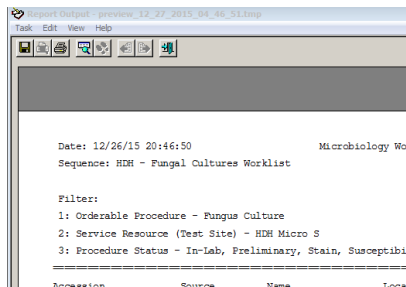 Report Output - preview_12_27_2015_04_46_51.tmp
Task Edit View Help
Date: 12/26/15 20:46:50 Microbiology Wo
Sequence: HDH - Fungal Cultures Worklist
Filter:
1: Orderable Procedure - Fungus Culture
2: Service Resource (Test Site) - HDH Micro S
3: Procedure Status - In-Lab, Preliminary, Stain, Susceptibi
Accession Source Name Loca